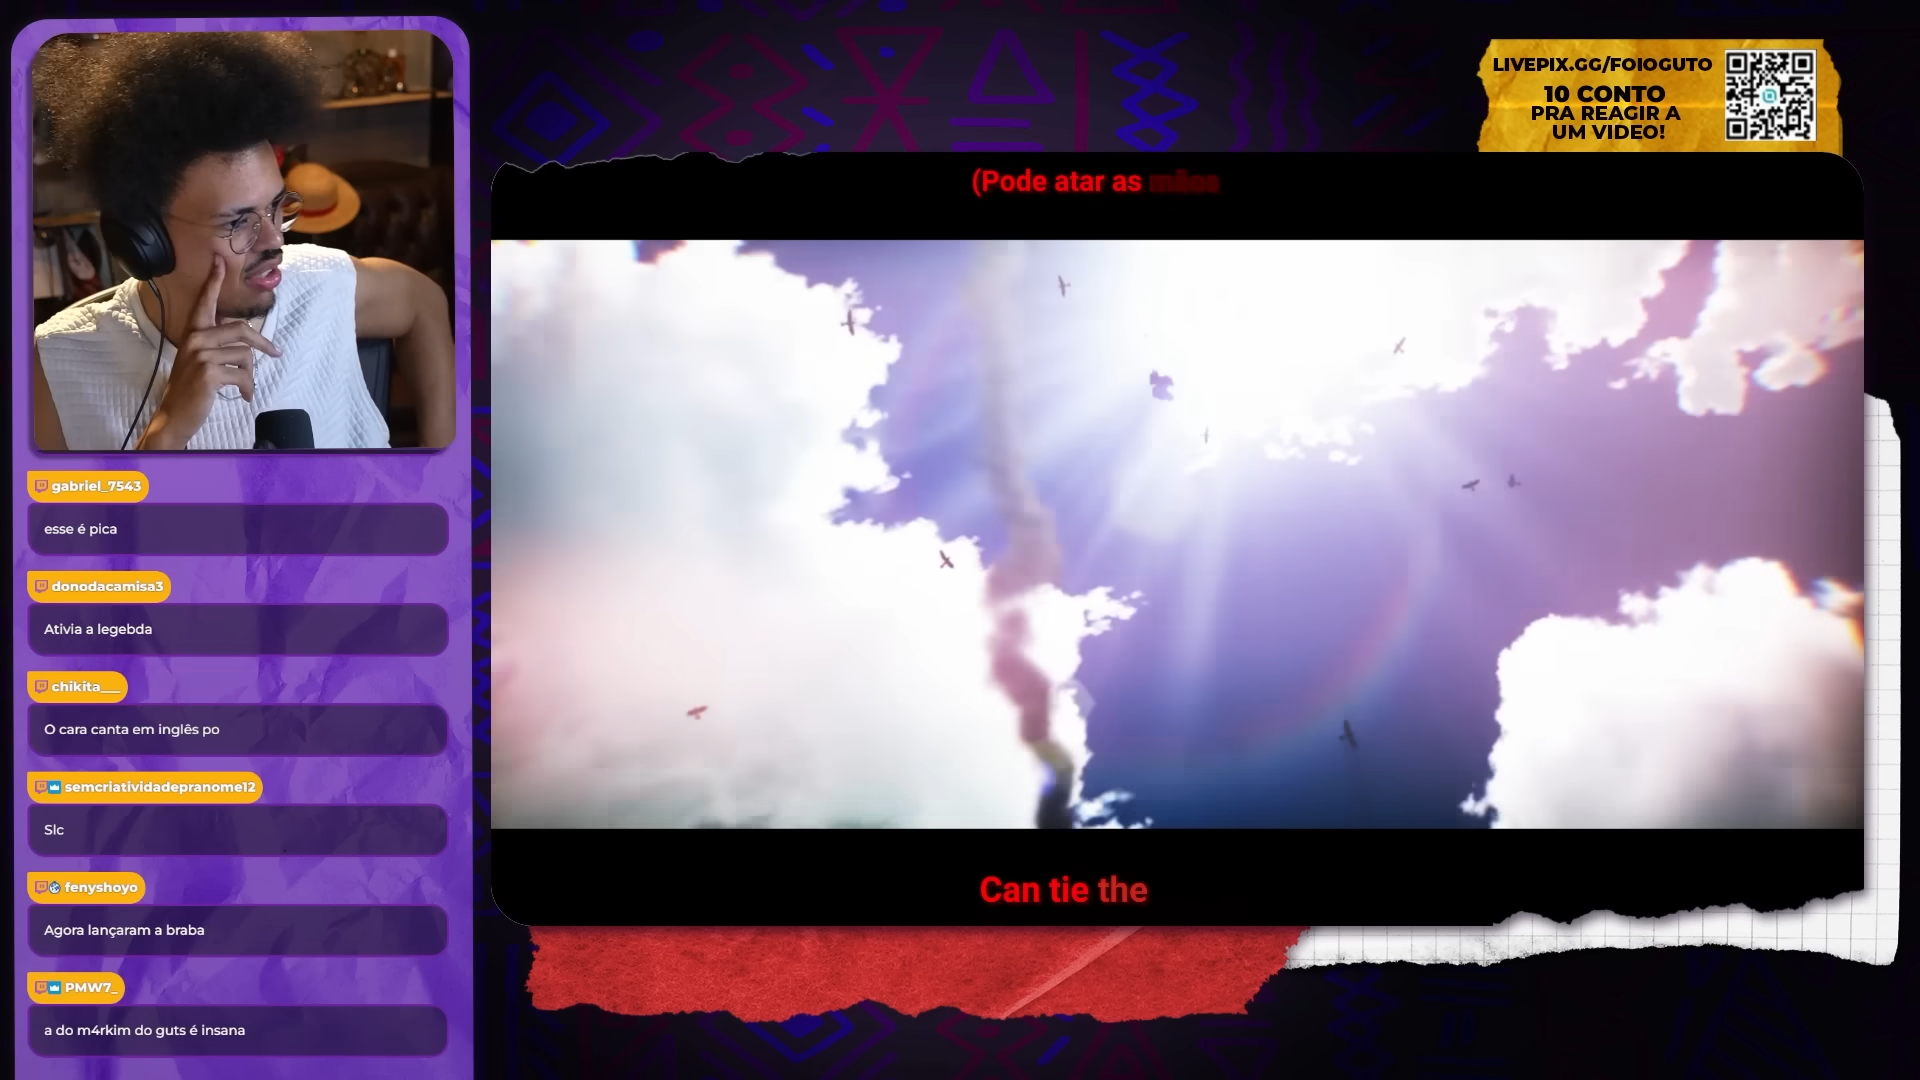 LIVEPIX.GG/FOIOGUTO
10 CONTO
PRA REAGIR A
UM VIDEO!
(Pode atar as mãos
gabriel_7543
esse é pica
donodacamisa3
Ativia a legebda
chikita___
O cara canta em inglês po
semcriatividadepranome12
Slc
fenyshoyo
Agora lançaram a braba
PMW7_
a do m4rkim do guts é insana
Can tie the